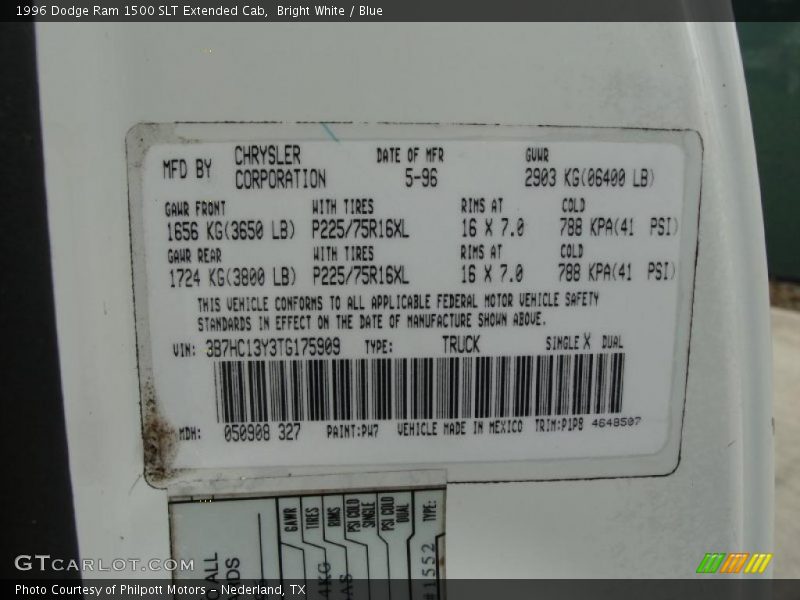 1996 Dodge Ram 1500 SLT Extended Cab,  Bright White / Blue
MFD BY CHRYSLER CORPORATION DATE OF MFR 5-96 GVWR 2903 KG(06400 LB)
GAWR FRONT WITH TIRES RIMS AT COLD
1656 KG(3650 LB) P225/75R16XL 16 X 7.0 788 KPA(41 PSI)
GAWR REAR WITH TIRES RIMS AT COLD
1724 KG(3800 LB) P225/75R16XL 16 X 7.0 788 KPA(41 PSI)
THIS VEHICLE CONFORMS TO ALL APPLICABLE FEDERAL MOTOR VEHICLE SAFETY
STANDARDS IN EFFECT ON THE DATE OF MANUFACTURE SHOWN ABOVE.
VIN: 3B7HC13Y3TG175909 TYPE: TRUCK SINGLE X DUAL
MDH: 050908 327 PAINT:PW7 VEHICLE MADE IN MEXICO TRIM:P1P8 4648507
GAWR
TIRES
RIMS
PSI COLD SINGLE
PSI COLD DUAL
TYPE:
1552
GTCARLOT.COM
Photo Courtesy of Philpott Motors - Nederland, TX